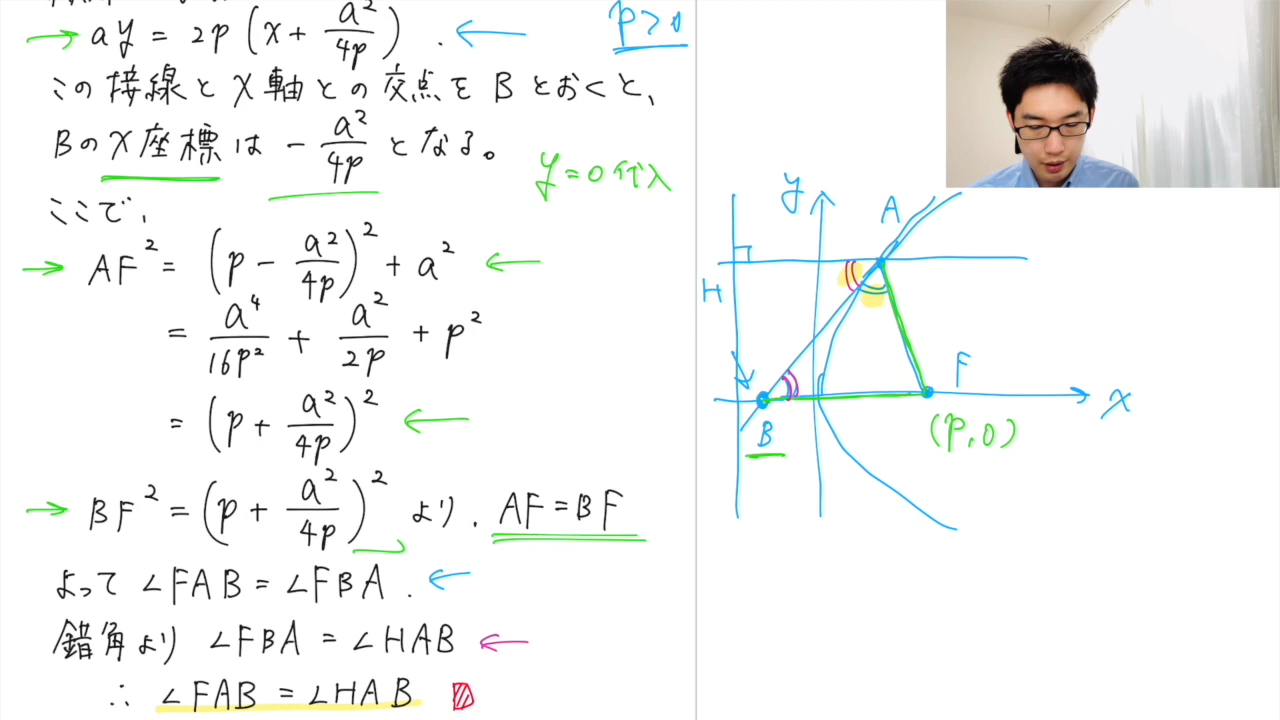 ay = 2p(x + a²/4p).
p > 0
この接線とx軸との交点をBとおくと、
Bのx座標は -a²/4p となる。
y=0代入
ここで、
AF² = (p - a²/4p)² + a²
= a⁴/16p² + a²/2p + p²
= (p + a²/4p)²
BF² = (p + a²/4p)² より、AF=BF
よって ∠FAB = ∠FBA.
錯角より ∠FBA = ∠HAB
∴ ∠FAB = ∠HAB
y
A
H
F
x
B
(p,0)